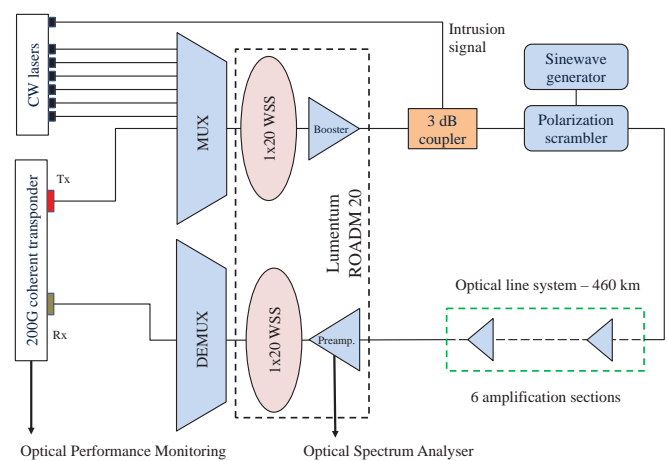 Intrusion
signal
CW lasers
MUX
1x20 WSS
Booster
3 dB
coupler
Sinewave
generator
Polarization
scrambler
Tx
200G coherent transponder
Rx
Lumentum
ROADM 20
DEMUX
1x20 WSS
Preamp.
Optical line system – 460 km
6 amplification sections
Optical Performance Monitoring
Optical Spectrum Analyser